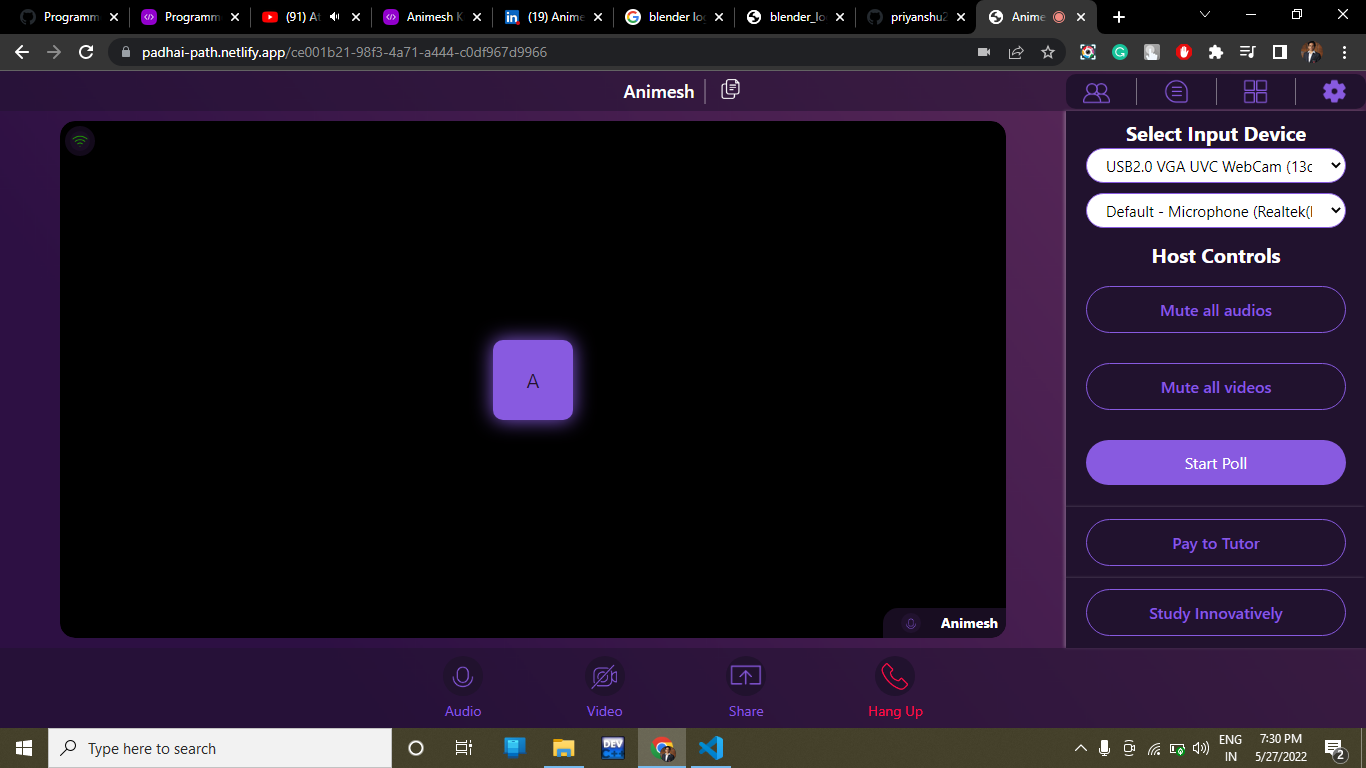 Programm
Programm
(91) At
Animesh K
(19) Anime
blender lo
blender_lo
priyanshu2
Anime
padhai-path.netlify.app/ce001b21-98f3-4a71-a444-c0df967d9966
Animesh
Select Input Device
USB2.0 VGA UVC WebCam (13d
Default - Microphone (Realtek(
Host Controls
Mute all audios
Mute all videos
Start Poll
Pay to Tutor
Study Innovatively
A
Animesh
Audio
Video
Share
Hang Up
Type here to search
DEV
C++
ENG
IN
7:30 PM
5/27/2022
2